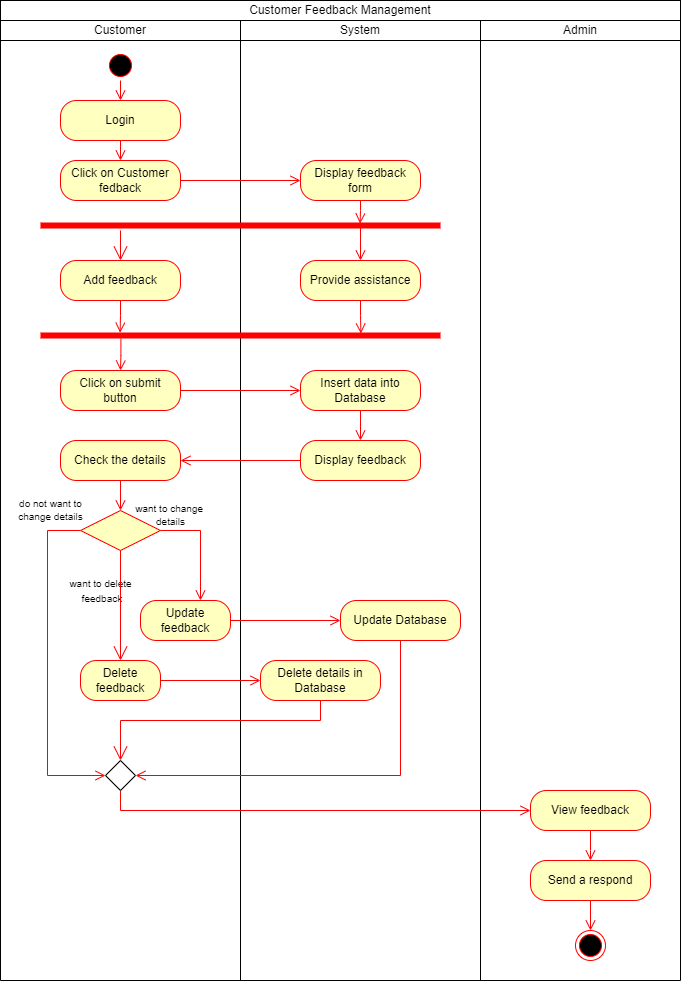 Customer Feedback Management
Customer
System
Admin
Login
Click on Customer
fedback
Display feedback
form
Add feedback
Provide assistance
Click on submit
button
Insert data into
Database
Check the details
Display feedback
do not want to
change details
want to change
details
want to delete
feedback
Update
feedback
Update Database
Delete
feedback
Delete details in
Database
View feedback
Send a respond